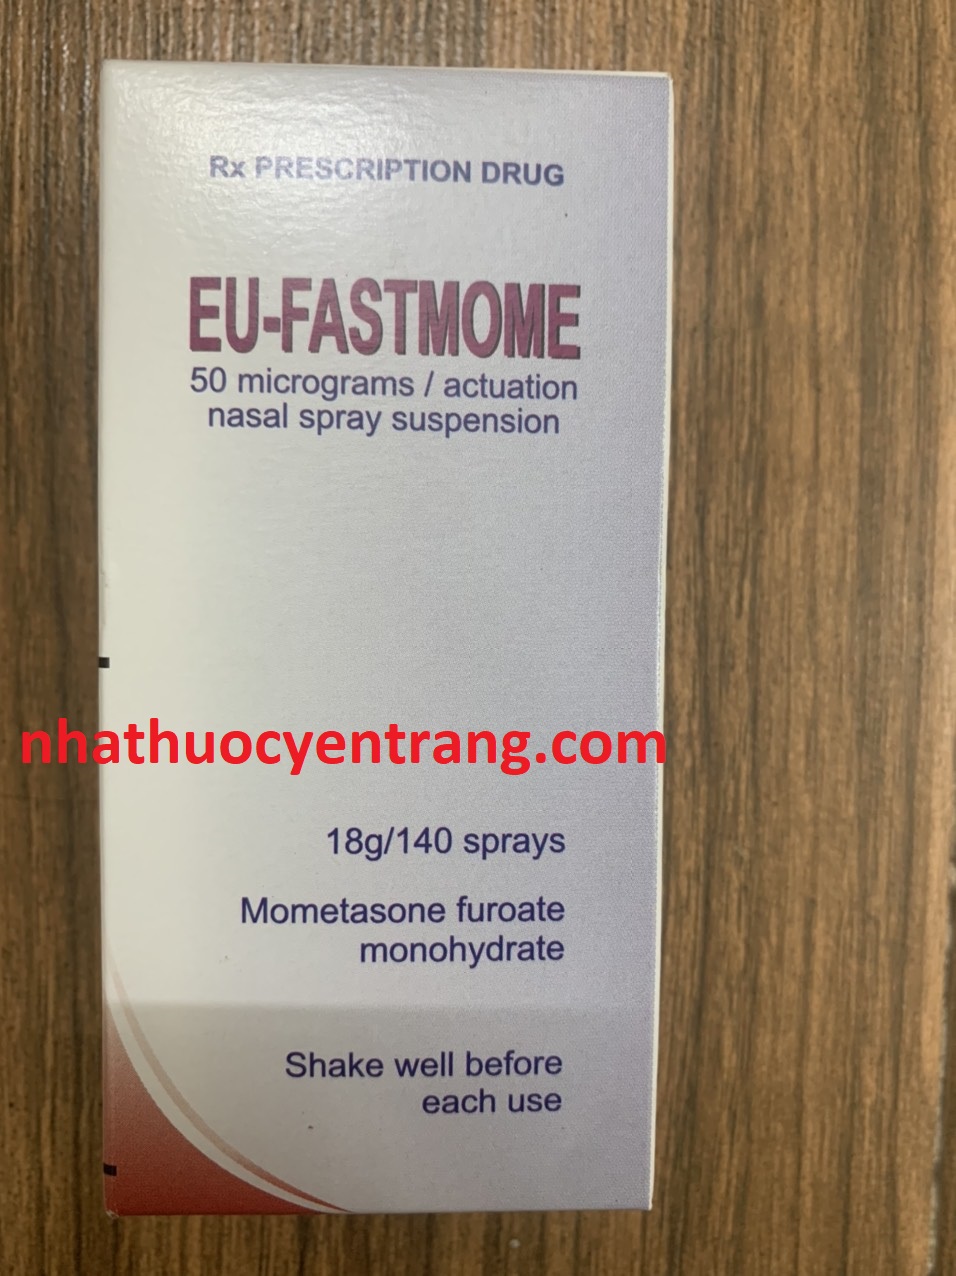 Rx PRESCRIPTION DRUG
EU-FASTMOME
50 micrograms / actuation
nasal spray suspension
nhathuocyentrang.com
18g/140 sprays
Mometasone furoate
monohydrate
Shake well before
each use